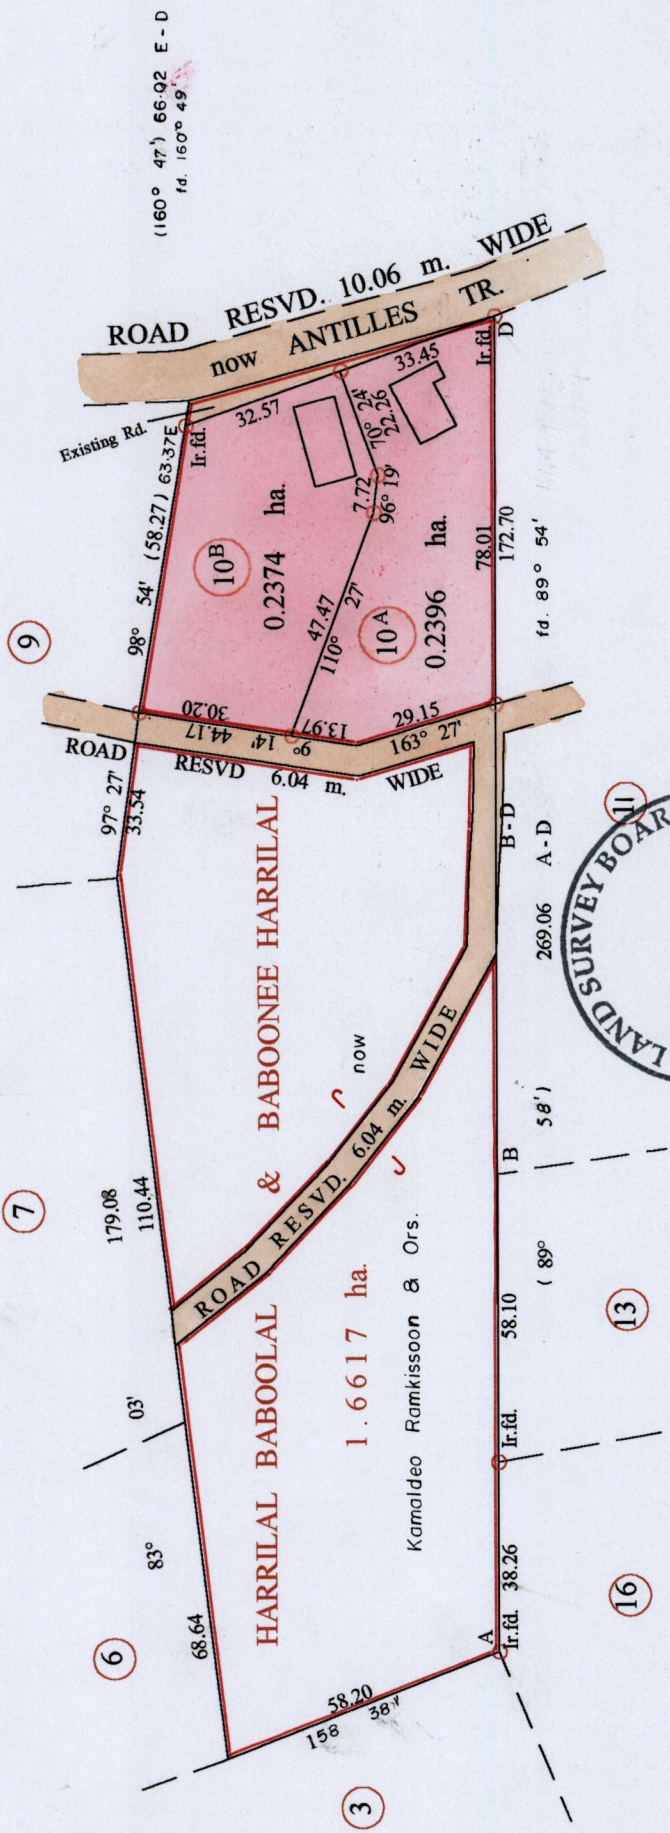 (160° 47') 66.02 E - D
fd. 160° 49'
ROAD RESVD. 10.06 m. WIDE
now ANTILLES TR.
Existing Rd.
Ir.fd.
98° 54' (58.27) 63.37E
32.57
33.45
70° 24'
22.26
7.72
96° 19'
47.47
110° 27'
10B
0.2374 ha.
10A
0.2396 ha.
Ir.fd.
D
78.01
172.70
fd. 89° 54'
30.20
44.17
9° 14'
13.97
29.15
163° 27'
ROAD RESVD 6.04 m. WIDE
97° 27'
33.54
9
7
6
3
179.08
110.44
83° 03'
68.64
HARRILAL BABOOLAL & BABOONEE HARRILAL
1.6617 ha.
now
Kamaldeo Ramkissoon & Ors.
ROAD RESVD. 6.04 m. WIDE
58.20
158 38'
A
Ir.fd.
38.26
Ir.fd.
58.10
B
B - D
269.06 A - D
( 89° 58')
16
13
11
LAND SURVEY BOAR